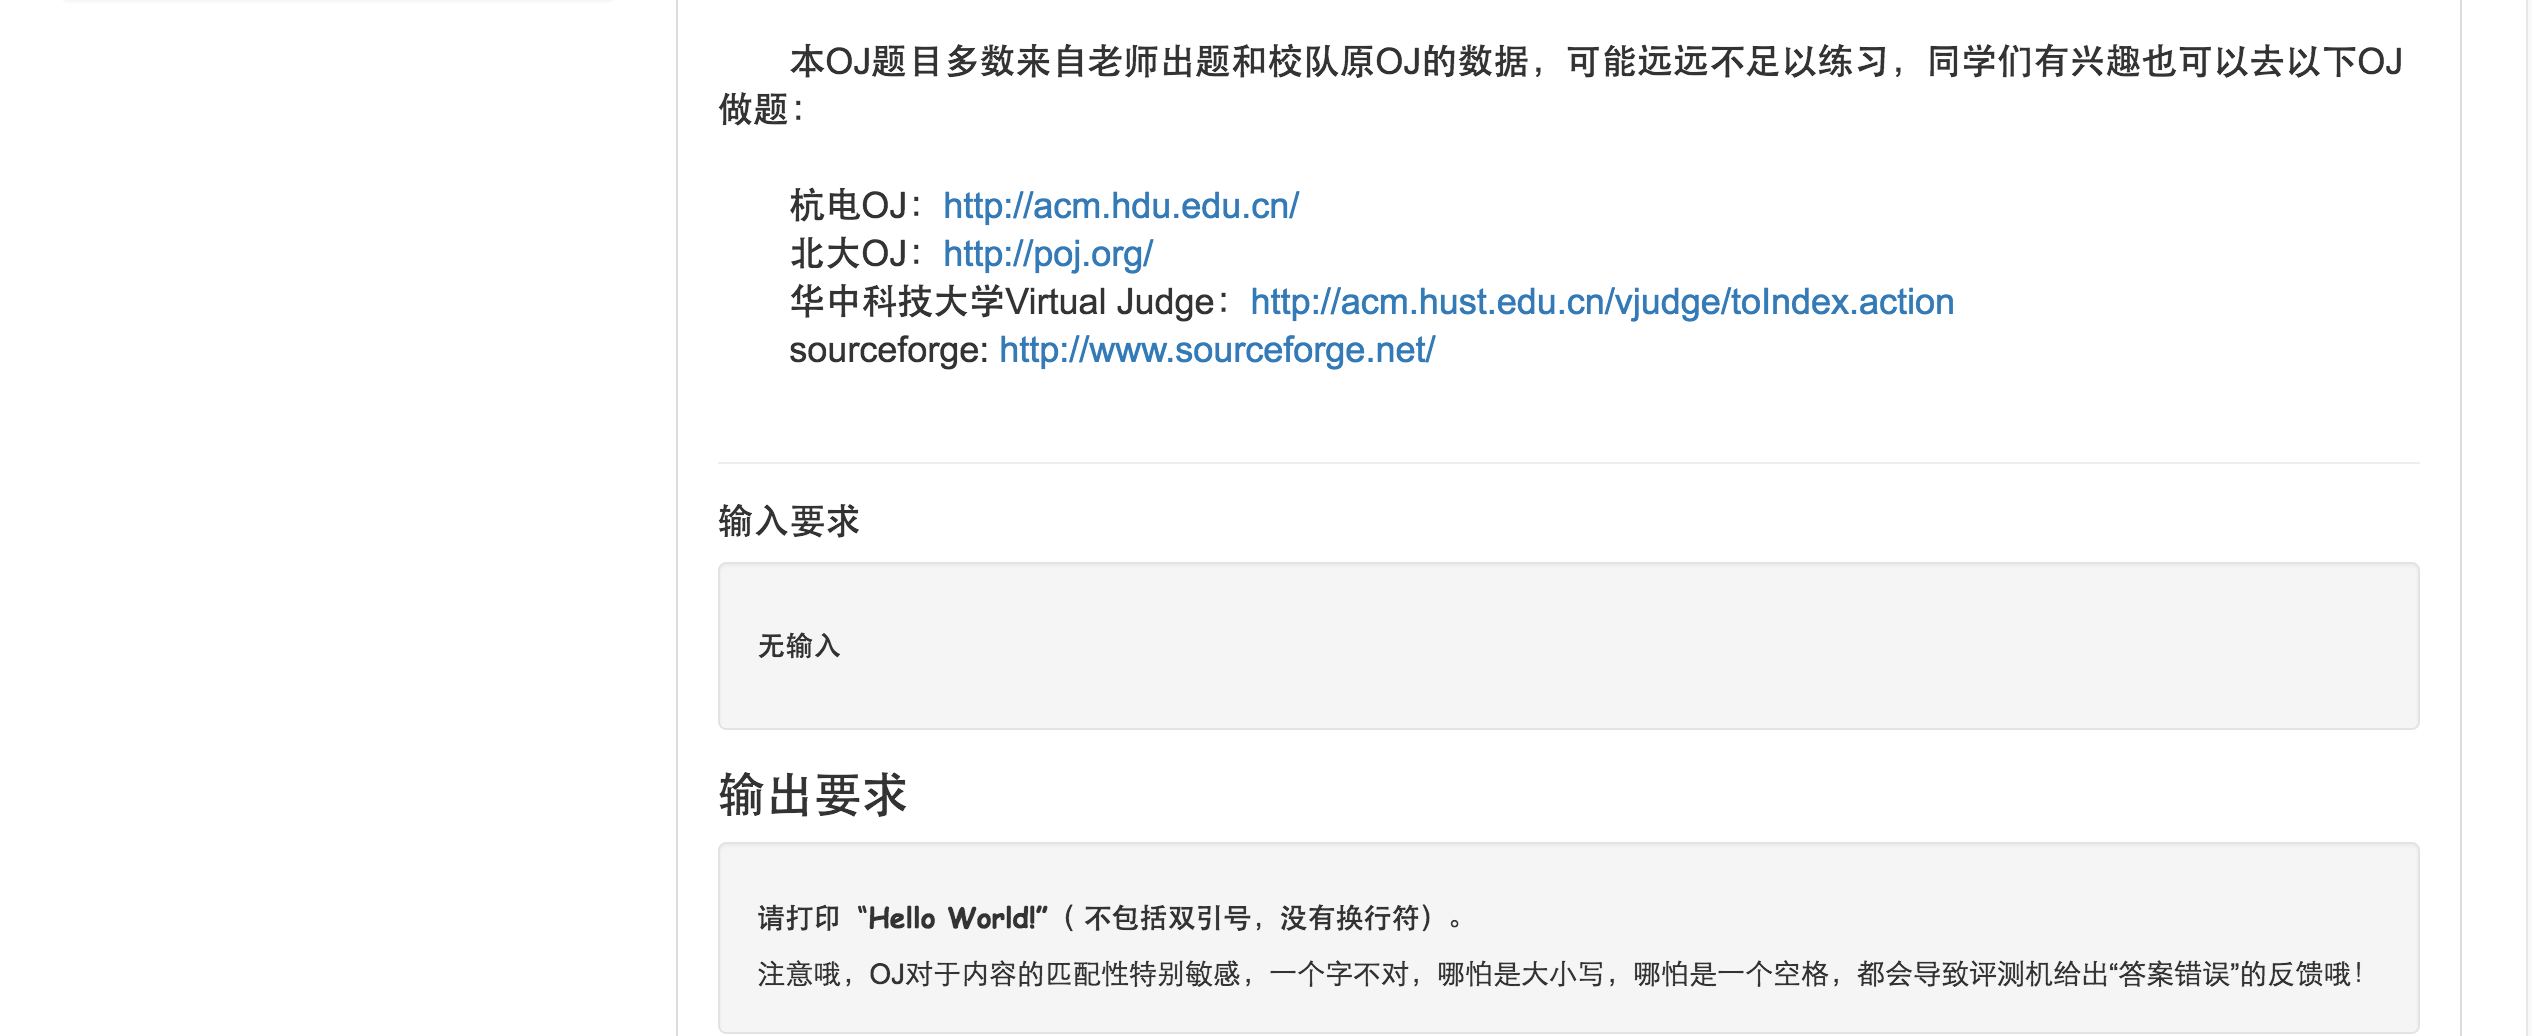 本OJ题目多数来自老师出题和校队原OJ的数据，可能远远不足以练习，同学们有兴趣也可以去以下OJ
做题：
杭电OJ：http://acm.hdu.edu.cn/
北大OJ：http://poj.org/
华中科技大学Virtual Judge：http://acm.hust.edu.cn/vjudge/toIndex.action
sourceforge: http://www.sourceforge.net/
输入要求
无输入
输出要求
请打印“Hello World!”（不包括双引号，没有换行符）。
注意哦，OJ对于内容的匹配性特别敏感，一个字不对，哪怕是大小写，哪怕是一个空格，都会导致评测机给出“答案错误”的反馈哦！